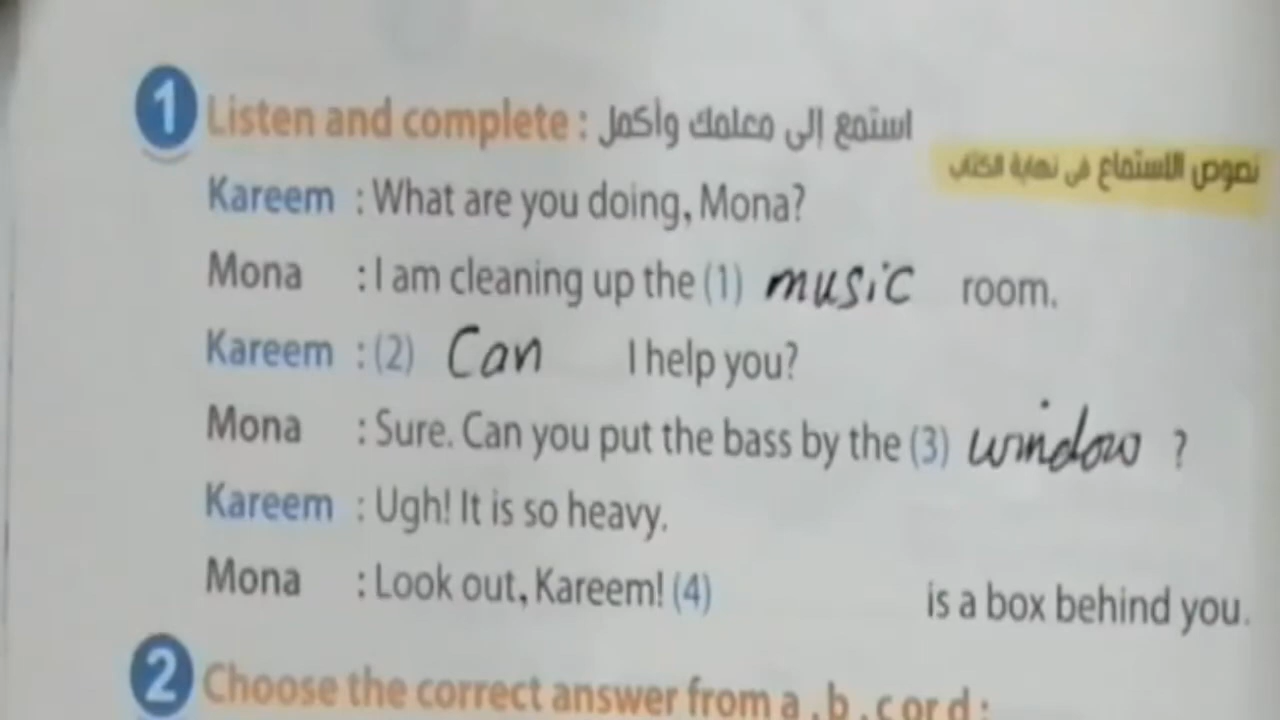 1 Listen and complete : استمع إلى معلمك وأكمل
نصوص الاستماع في نهاية الكتاب
Kareem : What are you doing, Mona?
Mona : I am cleaning up the (1) music room.
Kareem : (2) Can I help you?
Mona : Sure. Can you put the bass by the (3) window ?
Kareem : Ugh! It is so heavy.
Mona : Look out, Kareem! (4) is a box behind you.
2 Choose the correct answer from a , b , c or d :